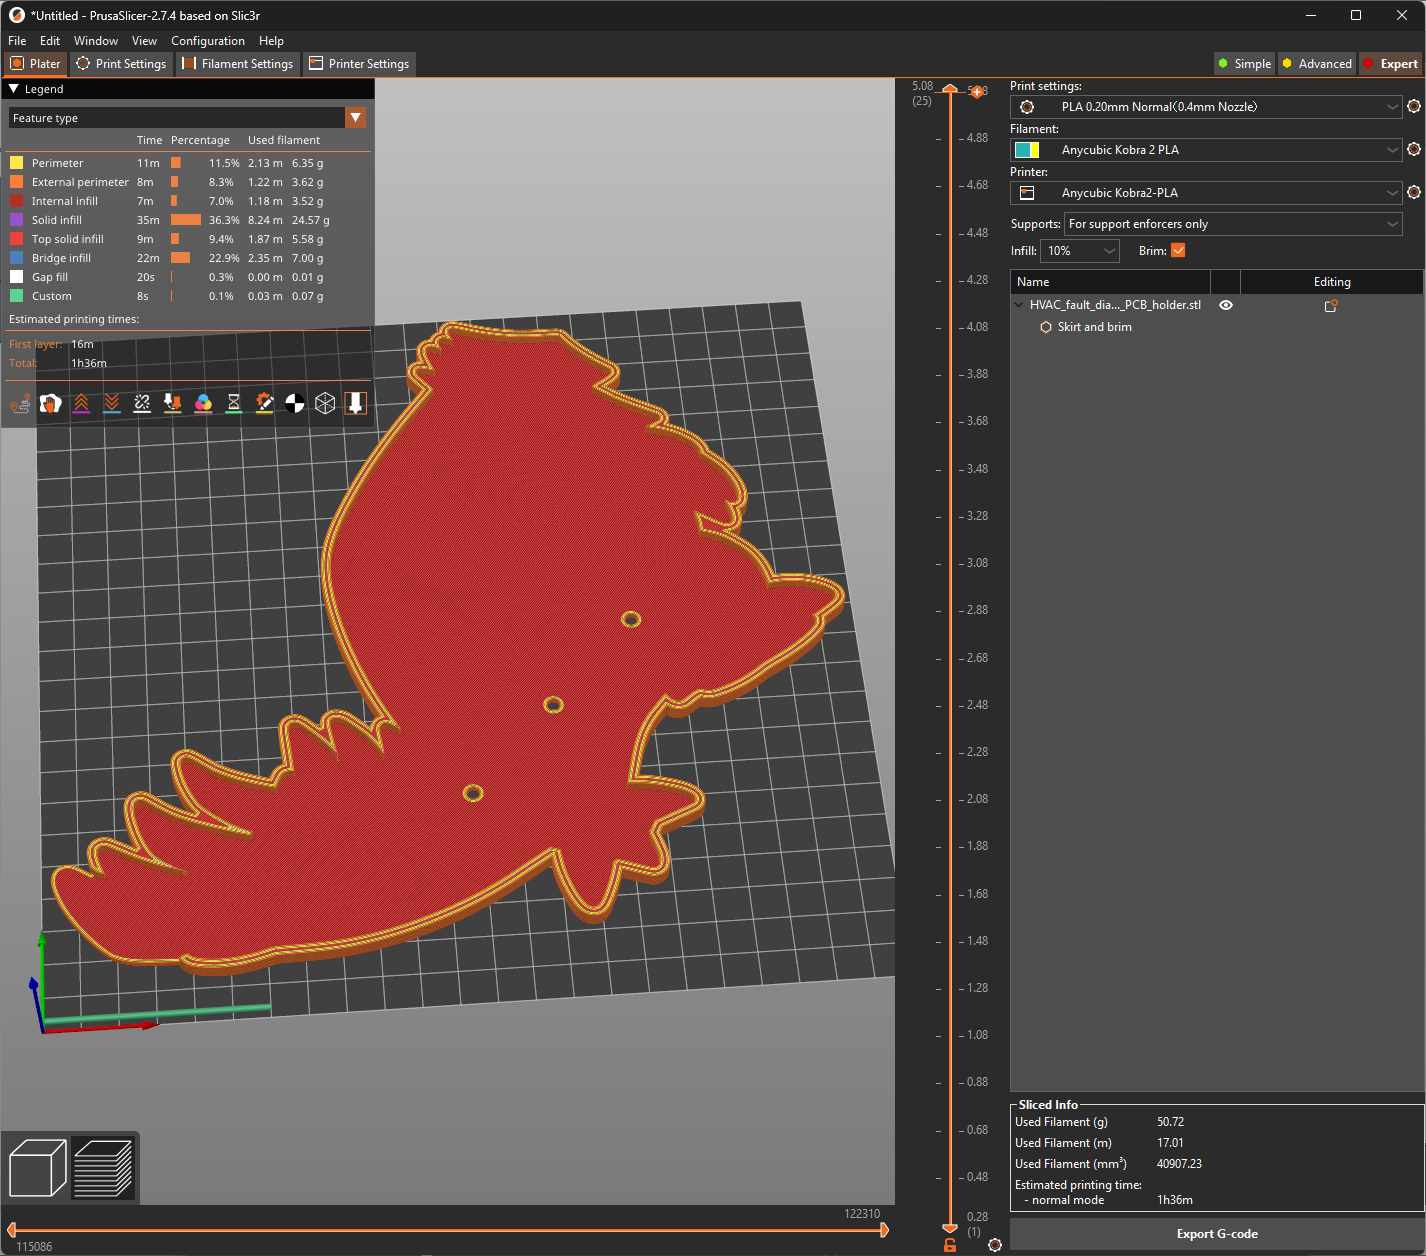 *Untitled - PrusaSlicer-2.7.4 based on Slic3r
File Edit Window View Configuration Help
Plater Print Settings Filament Settings Printer Settings Simple Advanced Expert
Legend
Feature type
Time Percentage Used filament
Perimeter 11m 11.5% 2.13 m 6.35 g
External perimeter 8m 8.3% 1.22 m 3.62 g
Internal infill 7m 7.0% 1.18 m 3.52 g
Solid infill 35m 36.3% 8.24 m 24.57 g
Top solid infill 9m 9.4% 1.87 m 5.58 g
Bridge infill 22m 22.9% 2.35 m 7.00 g
Gap fill 20s 0.3% 0.00 m 0.01 g
Custom 8s 0.1% 0.03 m 0.07 g
Estimated printing times:
First layer: 16m
Total: 1h36m
5.08
(25)
4.88
4.68
4.48
4.28
4.08
3.88
3.68
3.48
3.28
3.08
2.88
2.68
2.48
2.28
2.08
1.88
1.68
1.48
1.28
1.08
0.88
0.68
0.48
0.28
(1)
122310
115086
Print settings:
PLA 0.20mm Normal(0.4mm Nozzle)
Filament:
Anycubic Kobra 2 PLA
Printer:
Anycubic Kobra2-PLA
Supports: For support enforcers only
Infill: 10% Brim:
Name Editing
HVAC_fault_dia..._PCB_holder.stl
Skirt and brim
Sliced Info
Used Filament (g) 50.72
Used Filament (m) 17.01
Used Filament (mm³) 40907.23
Estimated printing time:
- normal mode 1h36m
Export G-code